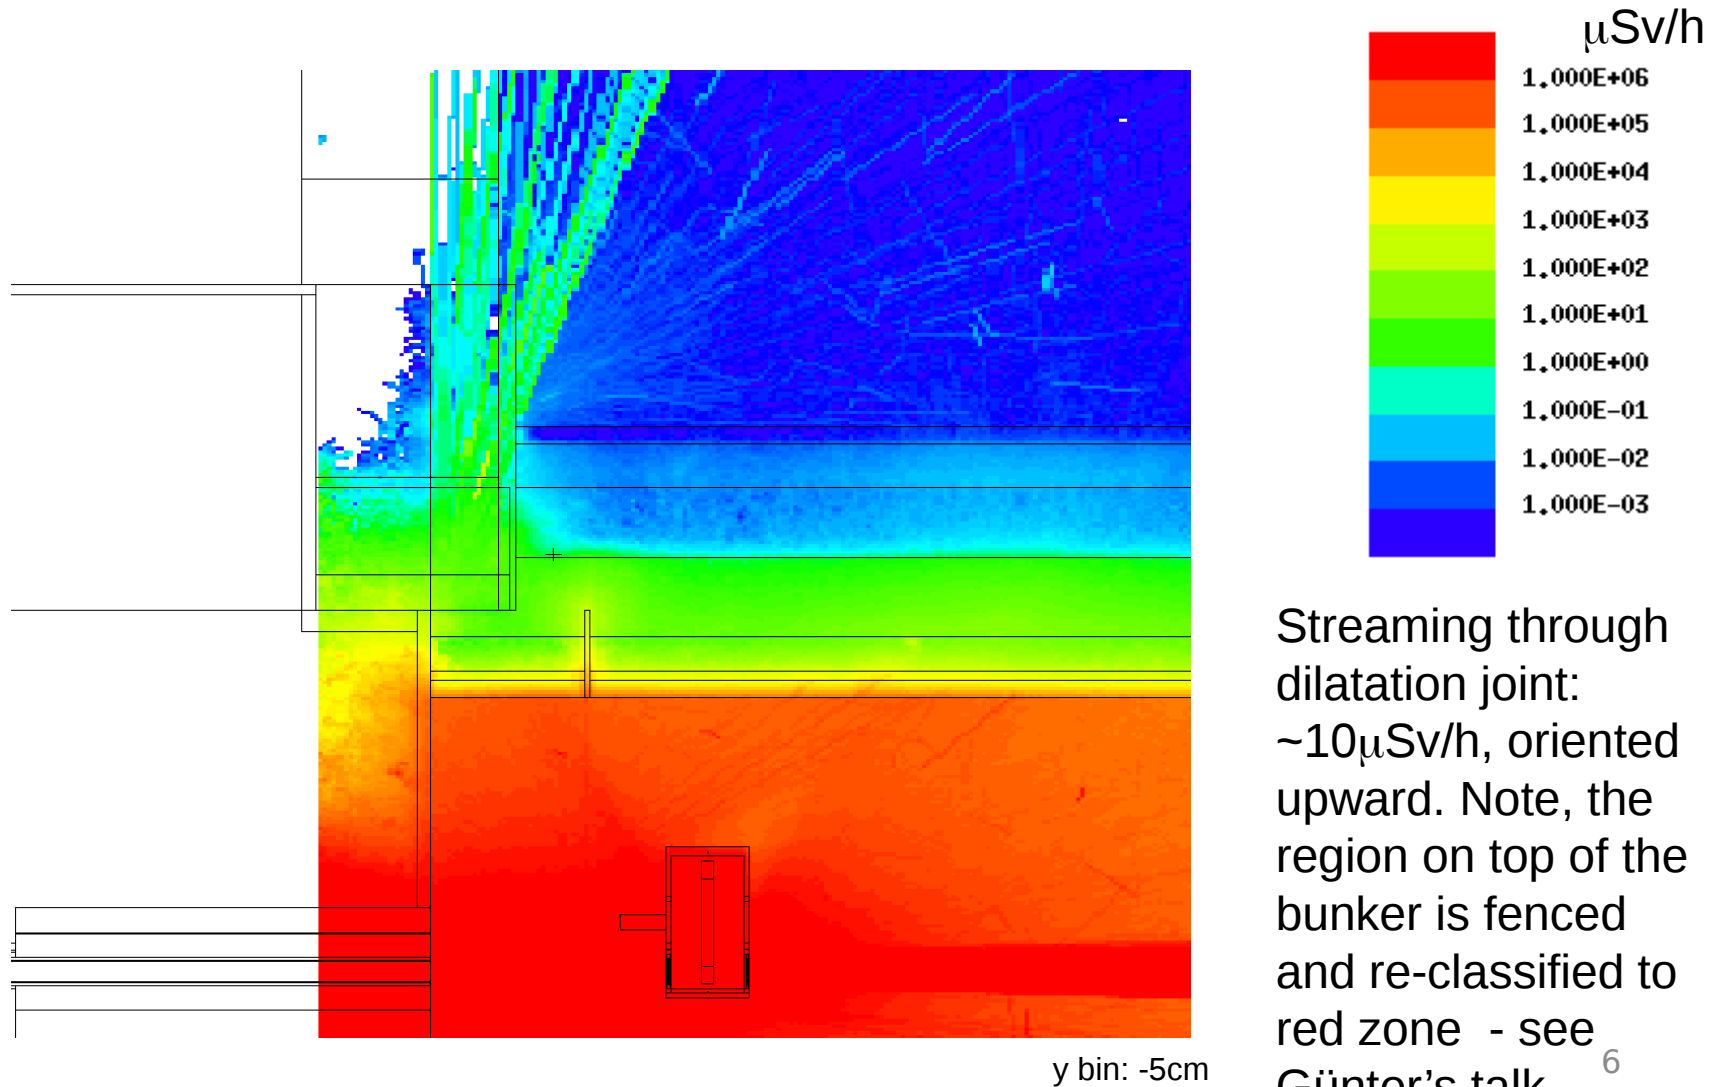 μSv/h
1.000E+06
1.000E+05
1.000E+04
1.000E+03
1.000E+02
1.000E+01
1.000E+00
1.000E-01
1.000E-02
1.000E-03
Streaming through
dilatation joint:
~10μSv/h, oriented
upward. Note, the
region on top of the
bunker is fenced
and re-classified to
red zone - see
Günter's talk
y bin: -5cm
6